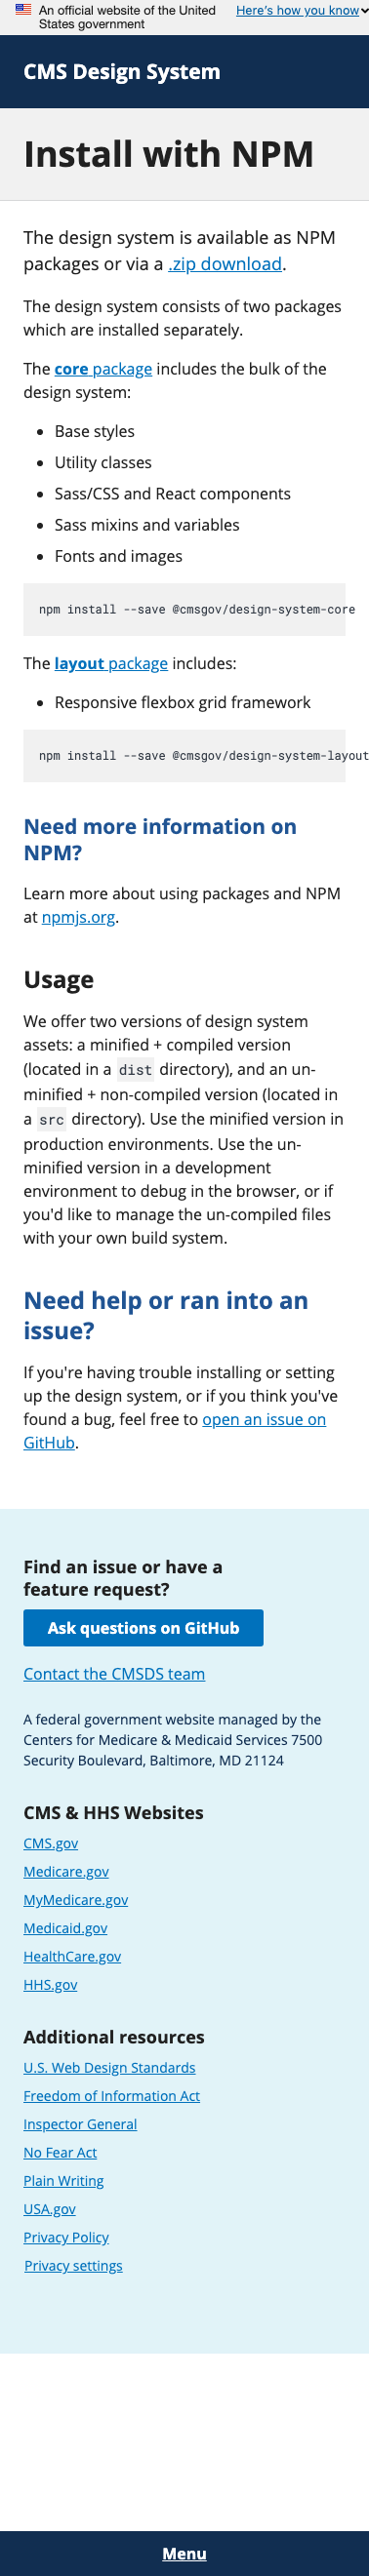 An official website of the United
States government
Here's how you know
CMS Design System
Install with NPM
The design system is available as NPM
packages or via a .zip download.
The design system consists of two packages
which are installed separately.
The core package includes the bulk of the
design system:
Base styles
Utility classes
Sass/CSS and React components
Sass mixins and variables
Fonts and images
npm install --save @cmsgov/design-system-core
The layout package includes:
Responsive flexbox grid framework
npm install --save @cmsgov/design-system-layout
Need more information on
NPM?
Learn more about using packages and NPM
at npmjs.org.
Usage
We offer two versions of design system
assets: a minified + compiled version
(located in a dist directory), and an un-
minified + non-compiled version (located in
a src directory). Use the minified version in
production environments. Use the un-
minified version in a development
environment to debug in the browser, or if
you'd like to manage the un-compiled files
with your own build system.
Need help or ran into an
issue?
If you're having trouble installing or setting
up the design system, or if you think you've
found a bug, feel free to open an issue on
GitHub.
Find an issue or have a
feature request?
Ask questions on GitHub
Contact the CMSDS team
A federal government website managed by the
Centers for Medicare & Medicaid Services 7500
Security Boulevard, Baltimore, MD 21124
CMS & HHS Websites
CMS.gov
Medicare.gov
MyMedicare.gov
Medicaid.gov
HealthCare.gov
HHS.gov
Additional resources
U.S. Web Design Standards
Freedom of Information Act
Inspector General
No Fear Act
Plain Writing
USA.gov
Privacy Policy
Privacy settings
Menu